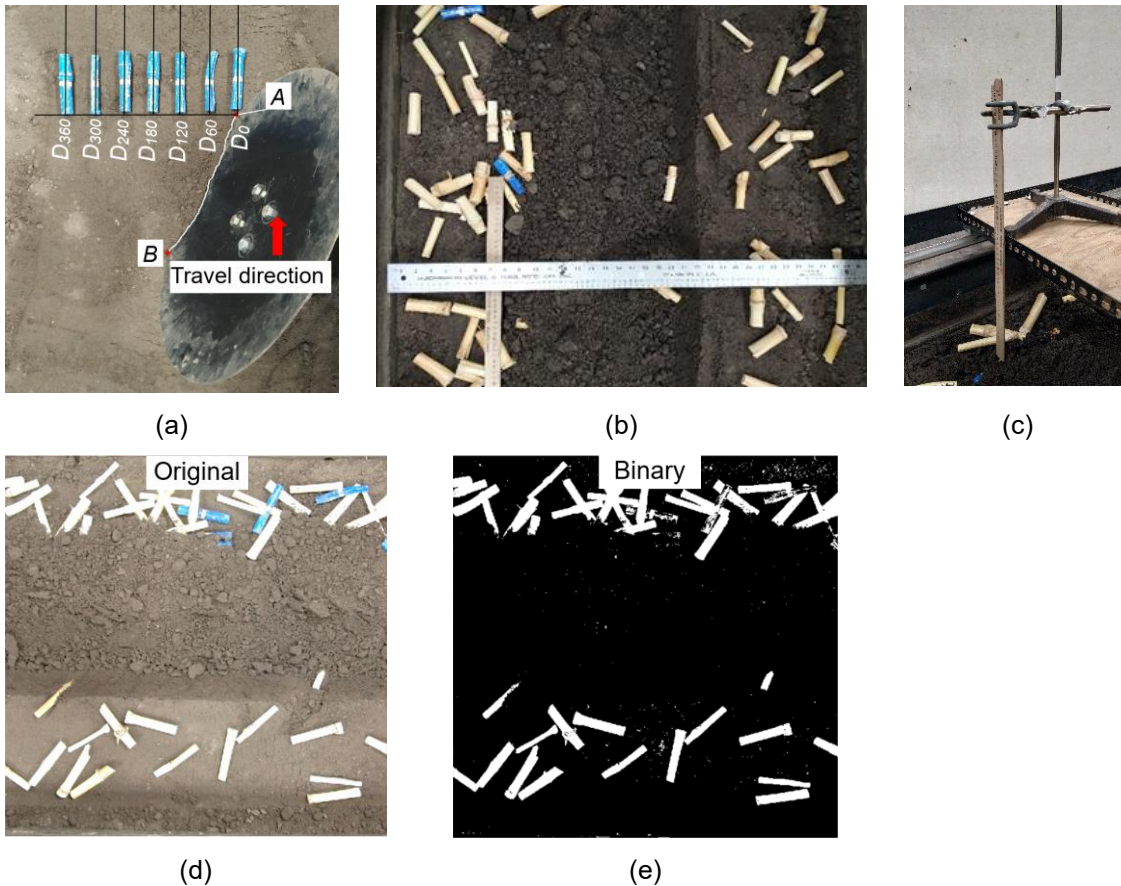 A
D360
D300
D240
D180
D120
D60
D0
B
Travel direction
(a)
(b)
(c)
Original
Binary
(d)
(e)